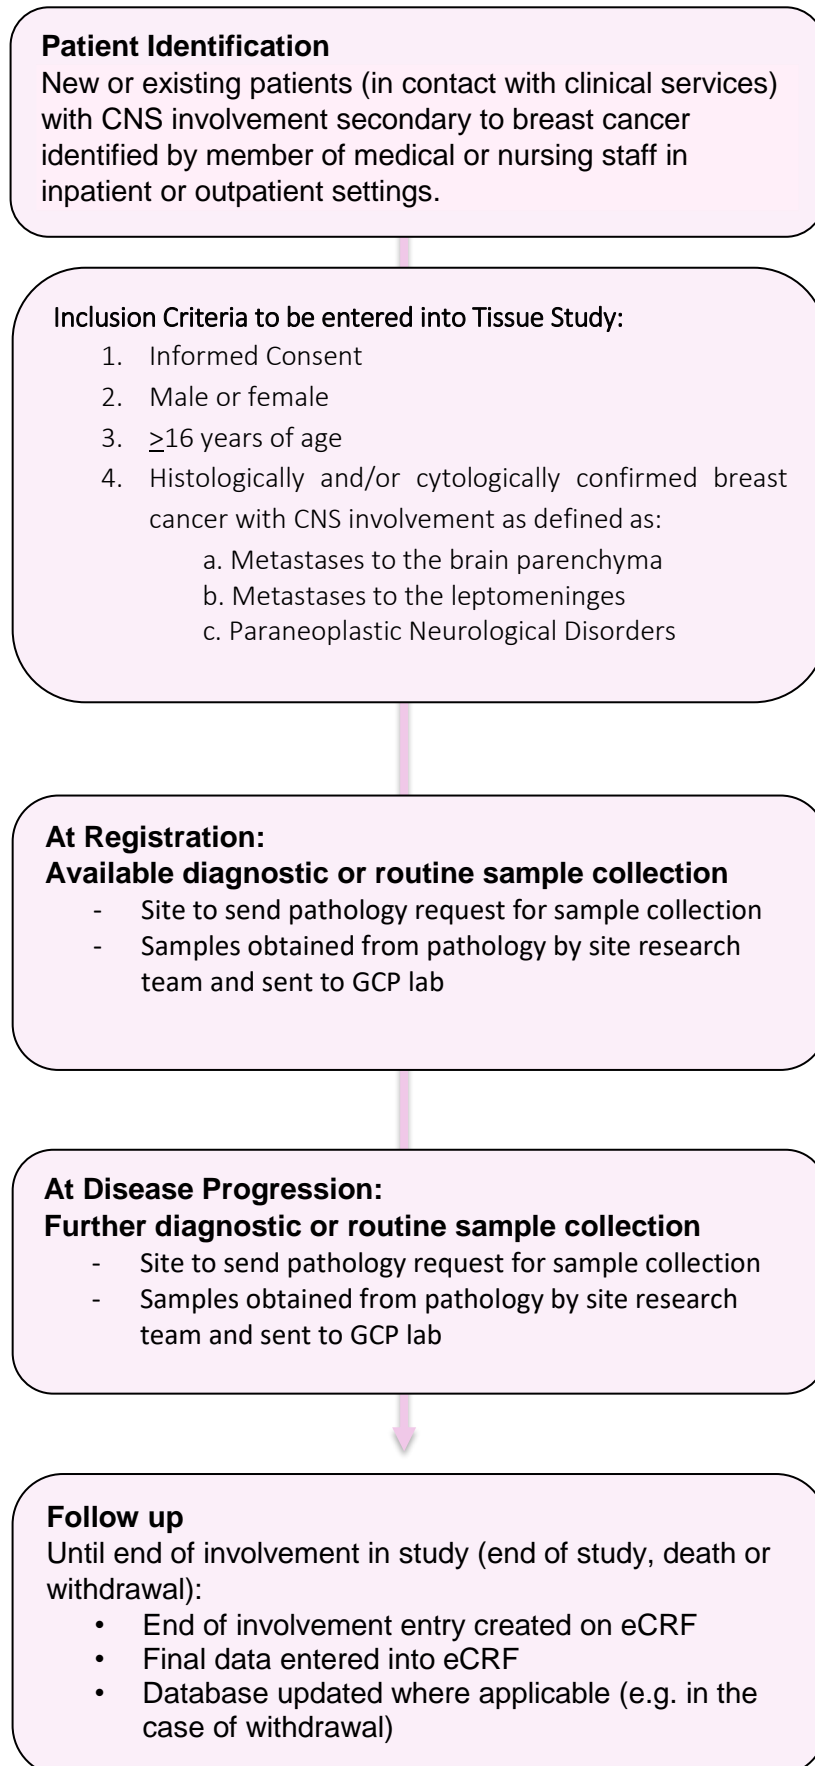 Patient Identification
New or existing patients (in contact with clinical services)
with CNS involvement secondary to breast cancer
identified by member of medical or nursing staff in
inpatient or outpatient settings.
Inclusion Criteria to be entered into Tissue Study:
1. Informed Consent
2. Male or female
3. ≥16 years of age
4. Histologically and/or cytologically confirmed breast
cancer with CNS involvement as defined as:
a. Metastases to the brain parenchyma
b. Metastases to the leptomeninges
c. Paraneoplastic Neurological Disorders
At Registration:
Available diagnostic or routine sample collection
- Site to send pathology request for sample collection
- Samples obtained from pathology by site research
team and sent to GCP lab
At Disease Progression:
Further diagnostic or routine sample collection
- Site to send pathology request for sample collection
- Samples obtained from pathology by site research
team and sent to GCP lab
Follow up
Until end of involvement in study (end of study, death or
withdrawal):
• End of involvement entry created on eCRF
• Final data entered into eCRF
• Database updated where applicable (e.g. in the
case of withdrawal)